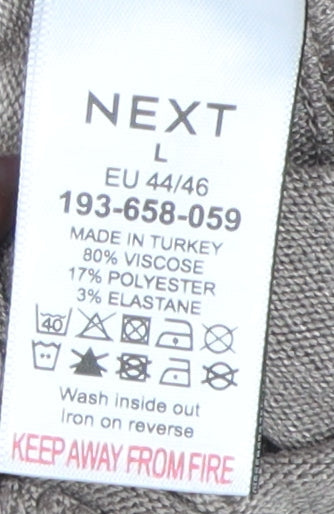 NEXT
L
EU 44/46
193-658-059
MADE IN TURKEY
80% VISCOSE
17% POLYESTER
3% ELASTANE
40
Wash inside out
Iron on reverse
KEEP AWAY FROM FIRE